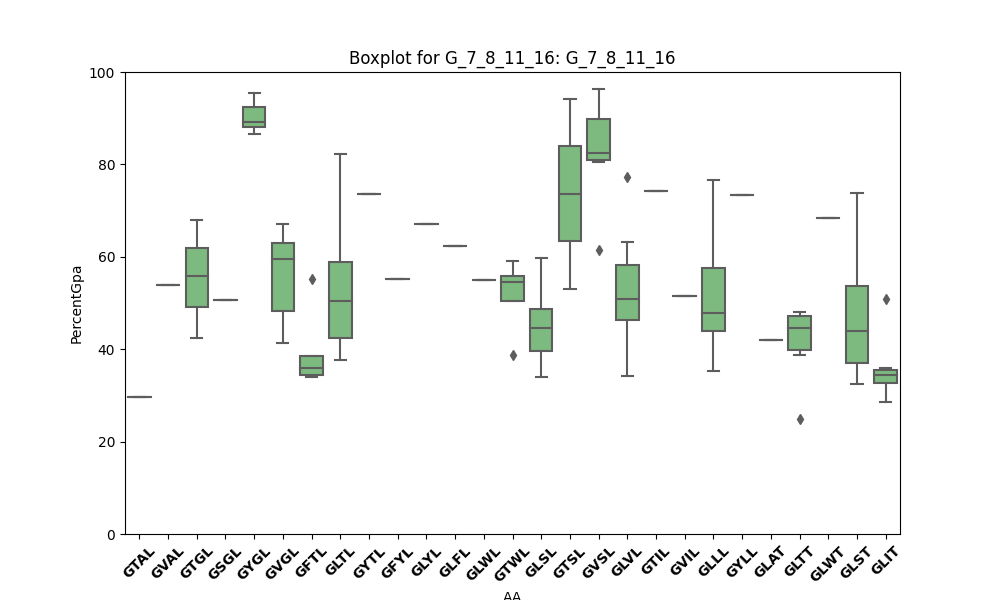 Boxplot for G_7_8_11_16: G_7_8_11_16
100
80
60
40
20
0
PercentGpa
GTAL GVAL GTGL GSGL GYGL GVGL GFTL GLTL GYTL GFYL GLYL GLFL GLWL GTWL GLSL GTSL GVSL GLVL GTIL GVIL GLLL GYLL GLAT GLTT GLWT GLST GLIT
AA